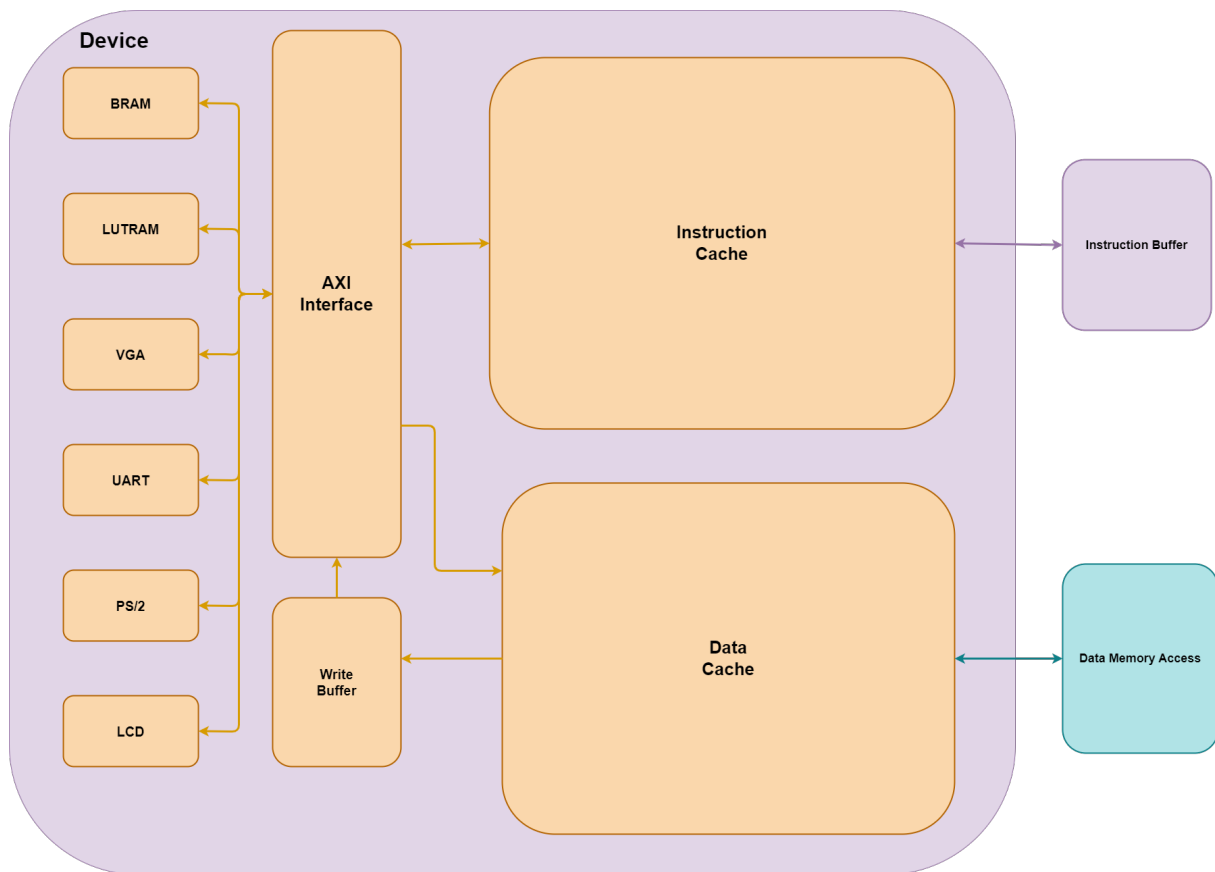 Device
BRAM
LUTRAM
VGA
UART
PS/2
LCD
AXI
Interface
Write
Buffer
Instruction
Cache
Data
Cache
Instruction Buffer
Data Memory Access